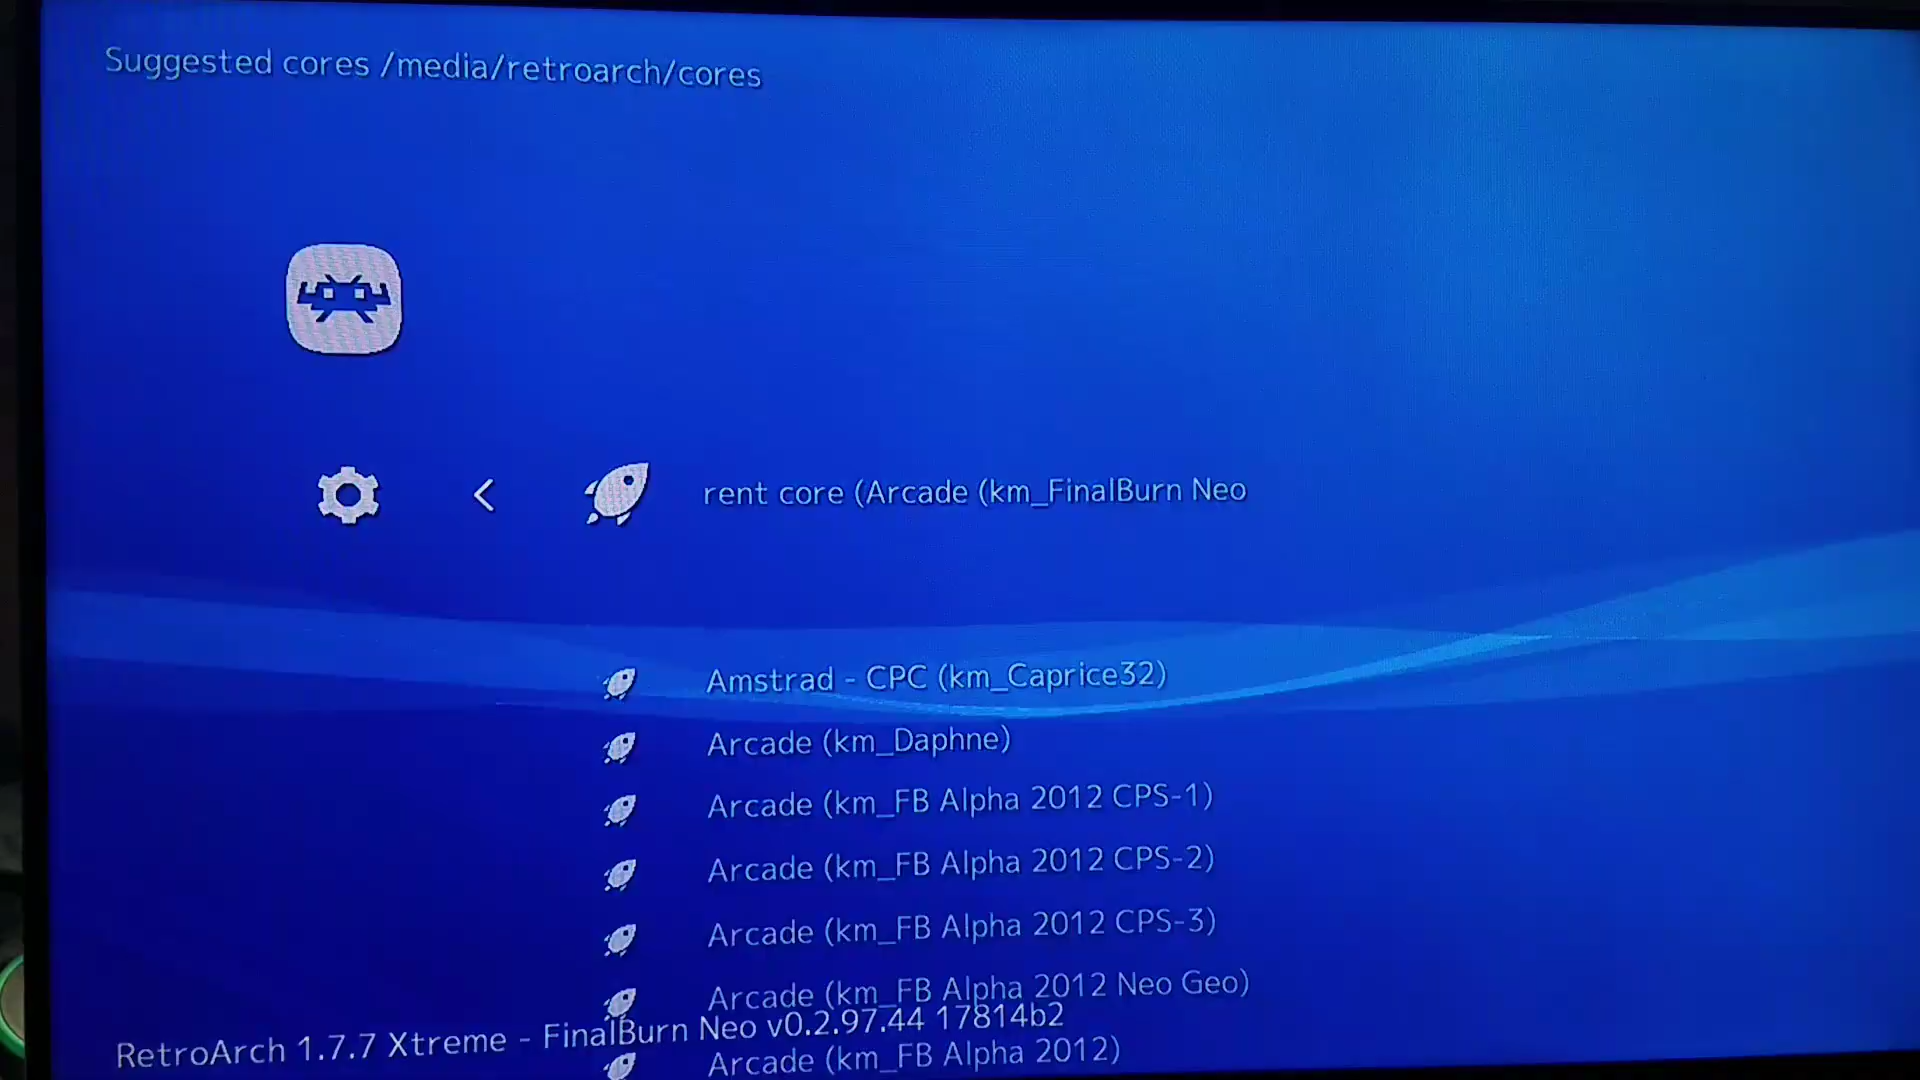 Suggested cores /media/retroarch/cores
rent core (Arcade (km_FinalBurn Neo
Amstrad - CPC (km_Caprice32)
Arcade (km_Daphne)
Arcade (km_FB Alpha 2012 CPS-1)
Arcade (km_FB Alpha 2012 CPS-2)
Arcade (km_FB Alpha 2012 CPS-3)
Arcade (km_FB Alpha 2012 Neo Geo)
RetroArch 1.7.7 Xtreme - FinalBurn Neo v0.2.97.44 17814b2
Arcade (km_FB Alpha 2012)